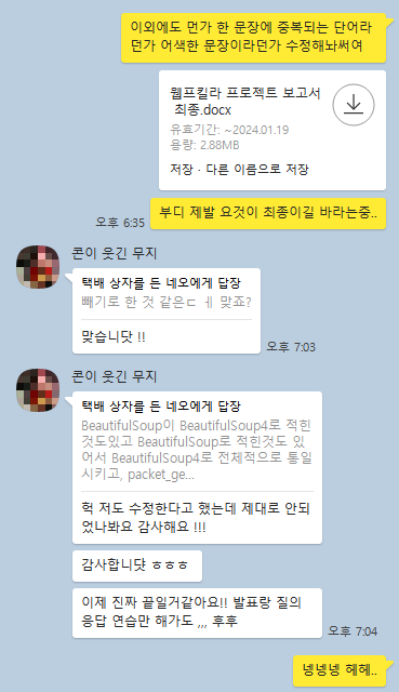 이외에도 먼가 한 문장에 중복되는 단어라
던가 어색한 문장이라던가 수정해놔써여
웹프킬라 프로젝트 보고서
최종.docx
유효기간: ~2024.01.19
용량: 2.88MB
저장 · 다른 이름으로 저장
오후 6:35
부디 제발 요것이 최종이길 바라는중..
콘이 웃긴 무지
택배 상자를 든 네오에게 답장
빼기로 한 것 같은ㄷ ㅔ 맞죠?
맞습니닷 !!
오후 7:03
콘이 웃긴 무지
택배 상자를 든 네오에게 답장
BeautifulSoup이 BeautifulSoup4로 적힌
것도있고 BeautifulSoup로 적힌것도 있
어서 BeautifulSoup4로 전체적으로 통일
시키고, packet_ge...
헉 저도 수정한다고 했는데 제대로 안되
었나봐요 감사해요 !!!
감사합니닷 ㅎㅎㅎ
이제 진짜 끝일거같아요!! 발표랑 질의
응답 연습만 해가도 ,,, 후후
오후 7:04
넹넹넹 헤헤..